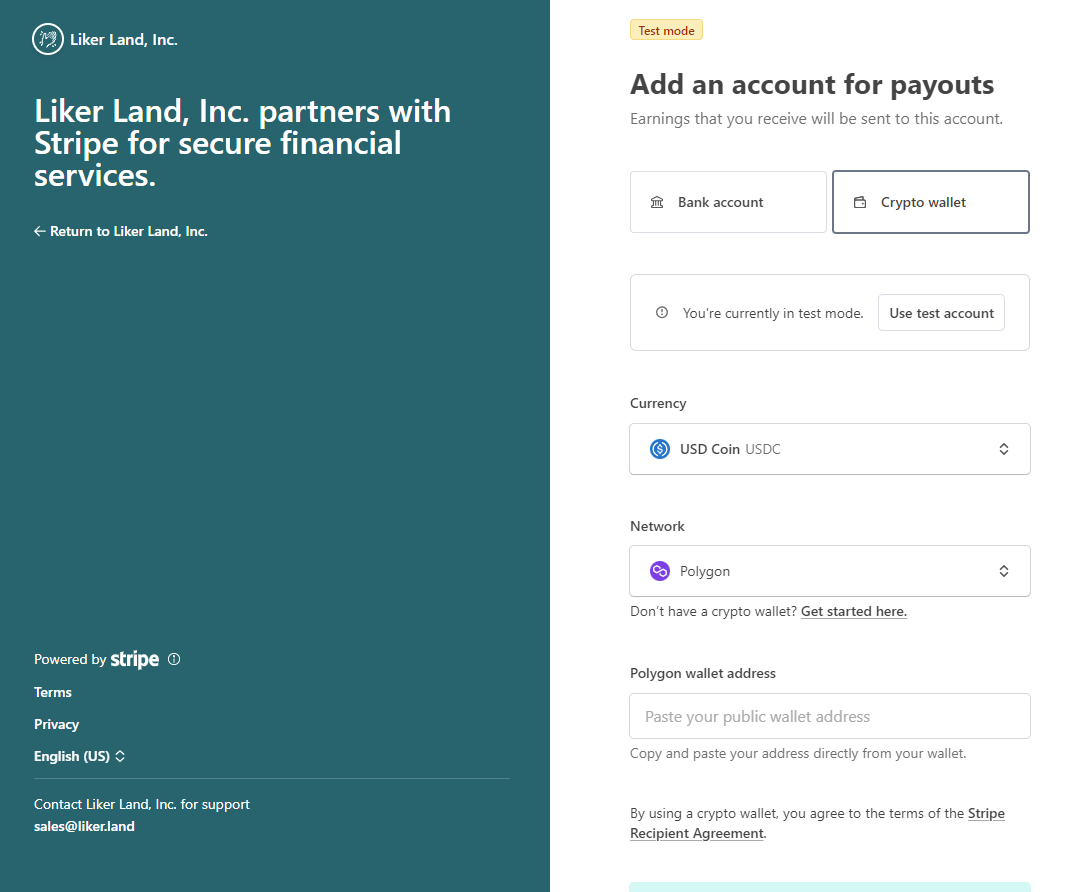 Liker Land, Inc.
Liker Land, Inc. partners with
Stripe for secure financial
services.
Return to Liker Land, Inc.
Powered by stripe
Terms
Privacy
English (US)
Contact Liker Land, Inc. for support
sales@liker.land
Test mode
Add an account for payouts
Earnings that you receive will be sent to this account.
Bank account
Crypto wallet
You're currently in test mode.
Use test account
Currency
USD Coin USDC
Network
Polygon
Don't have a crypto wallet? Get started here.
Polygon wallet address
Paste your public wallet address
Copy and paste your address directly from your wallet.
By using a crypto wallet, you agree to the terms of the Stripe
Recipient Agreement.